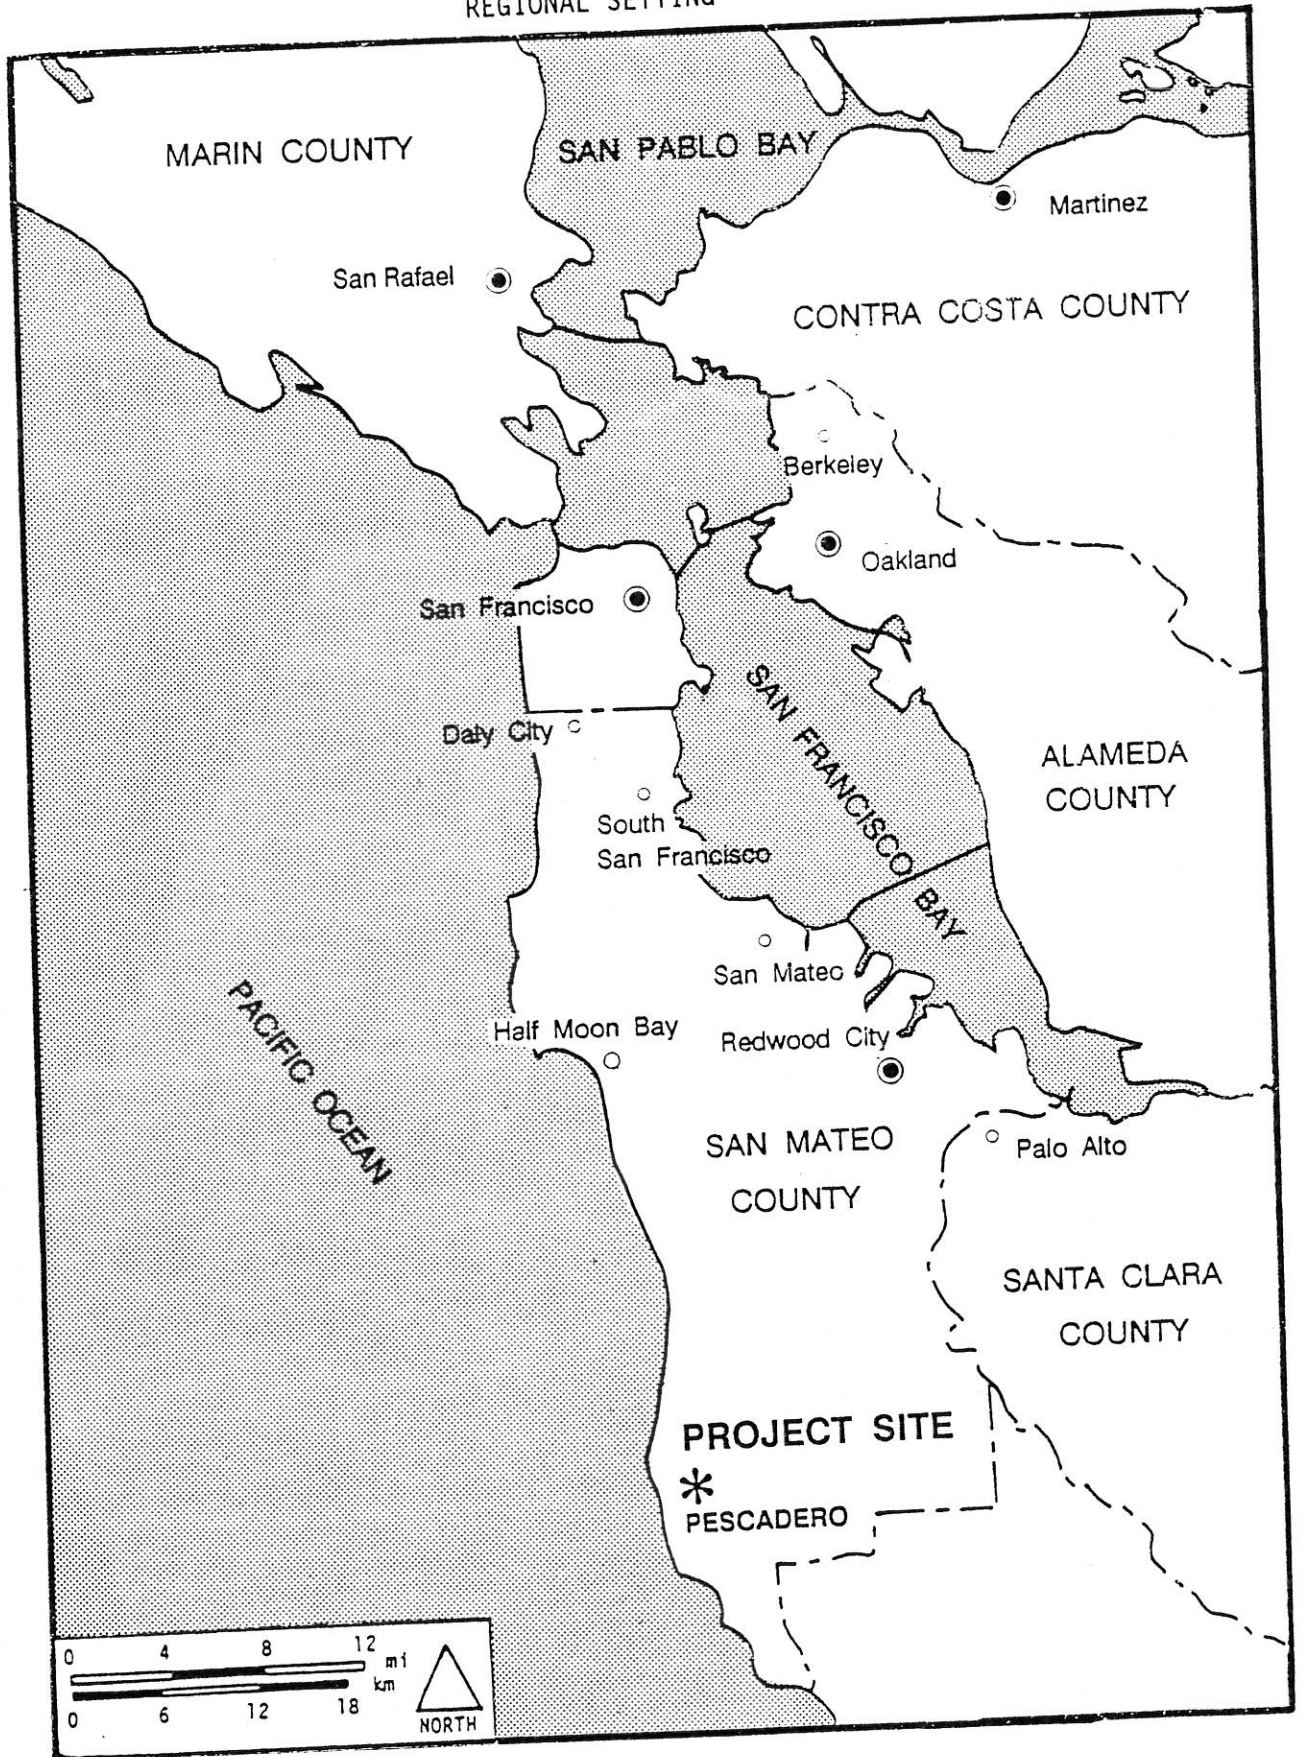 REGIONAL SETTING
MARIN COUNTY
SAN PABLO BAY
Martinez
San Rafael
CONTRA COSTA COUNTY
Berkeley
Oakland
San Francisco
SAN FRANCISCO BAY
Daly City
ALAMEDA
COUNTY
South
San Francisco
San Mateo
PACIFIC OCEAN
Half Moon Bay
Redwood City
SAN MATEO
COUNTY
Palo Alto
SANTA CLARA
COUNTY
PROJECT SITE
*
PESCADERO
0 4 8 12 mi
km
0 6 12 18
NORTH